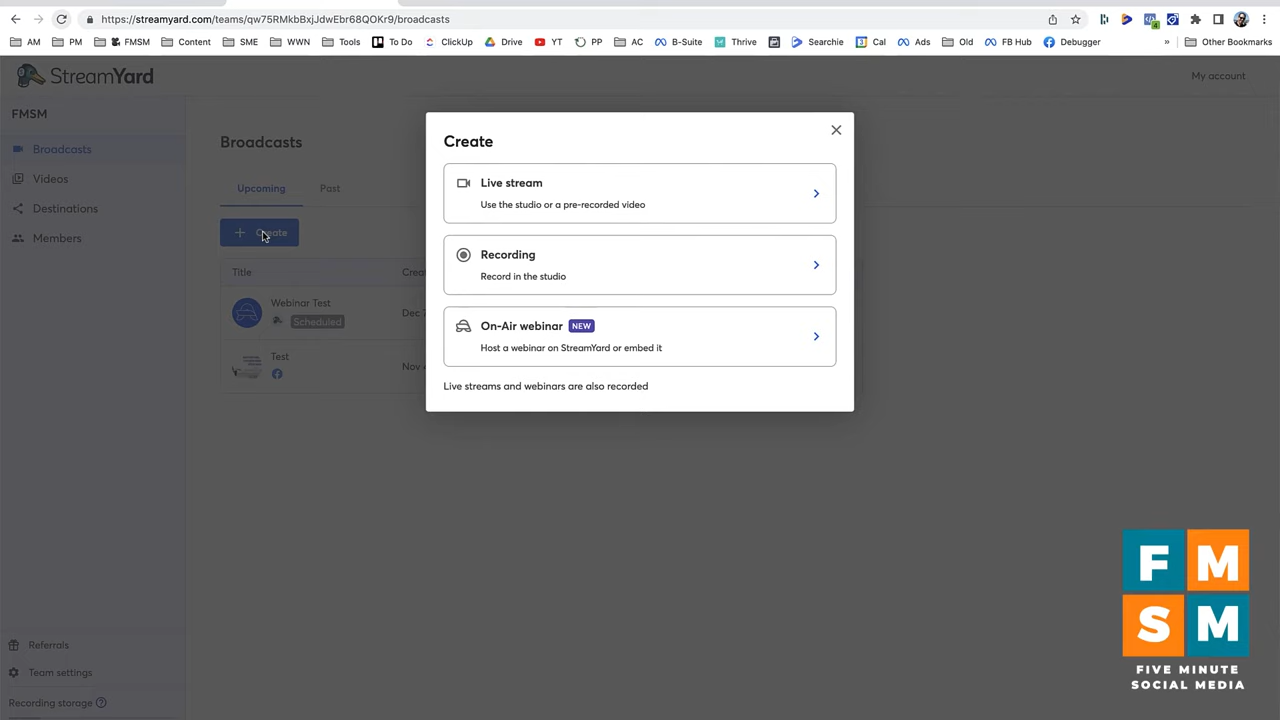 https://streamyard.com/teams/qw75RMkbBxjJdwEbr68QOKr9/broadcasts
AM PM FMSM Content SME WWN Tools To Do ClickUp Drive YT PP AC B-Suite Thrive Searchie Cal Ads Old FB Hub Debugger » Other Bookmarks
StreamYard
My account
FMSM
Broadcasts
Videos
Destinations
Members
Referrals
Team settings
Recording storage
Broadcasts
Upcoming Past
+ Create
Title
Webinar Test
Scheduled
Dec
Test
Nov
Create
Live stream
Use the studio or a pre-recorded video
Recording
Record in the studio
On-Air webinar NEW
Host a webinar on StreamYard or embed it
Live streams and webinars are also recorded
F M
S M
FIVE MINUTE
SOCIAL MEDIA